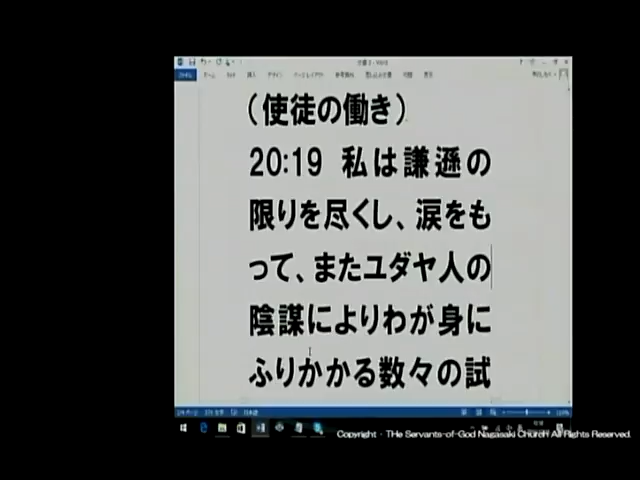 (使徒の働き)
20:19 私は謙遜の
限りを尽くし、涙をも
って、またユダヤ人の
陰謀によりわが身に
ふりかかる数々の試
Copyright · THe Servants-of-God Nagasaki Church All Rights Reserved.